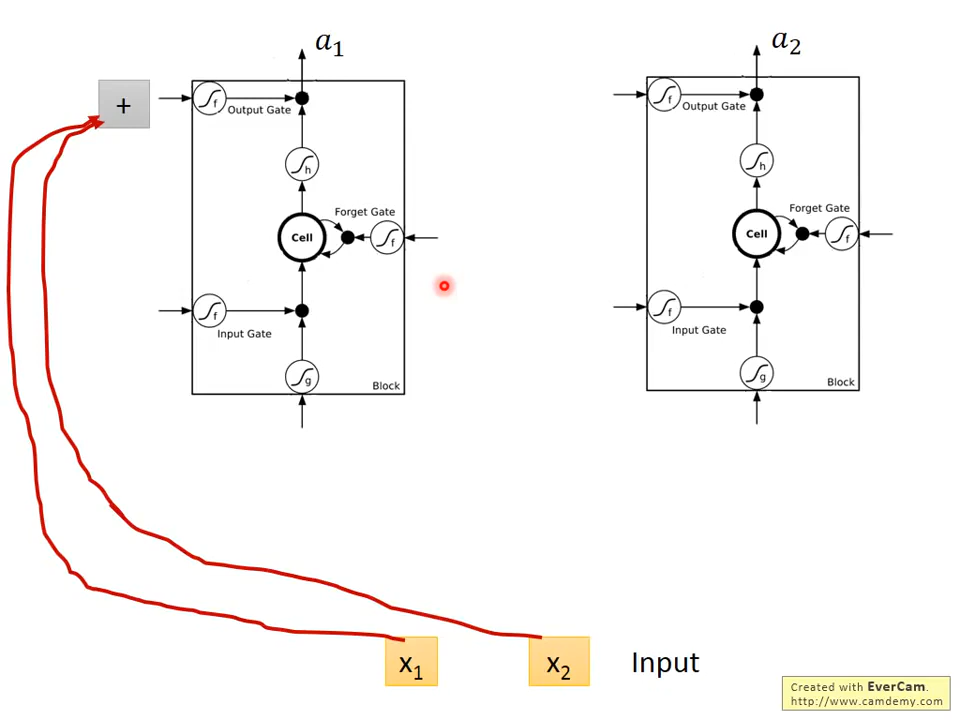 a₁
a₂
+
f
Output Gate
h
Forget Gate
Cell
f
f
Input Gate
g
Block
f
Output Gate
h
Forget Gate
Cell
f
f
Input Gate
g
Block
x₁
x₂
Input
Created with EverCam.
http://www.camdemy.com